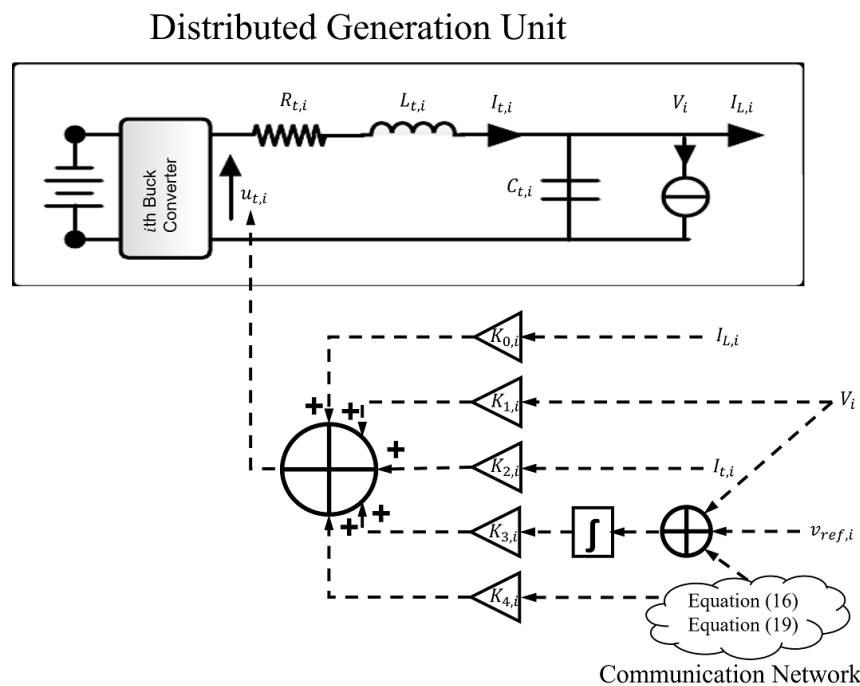 Distributed Generation Unit
R_{t,i}
L_{t,i}
I_{t,i}
V_i
I_{L,i}
ith Buck
Converter
u_{t,i}
C_{t,i}
K_{0,i}
I_{L,i}
+
+
K_{1,i}
V_i
+
K_{2,i}
I_{t,i}
+
+
K_{3,i}
∫
v_{ref,i}
K_{4,i}
Equation (16)
Equation (19)
Communication Network